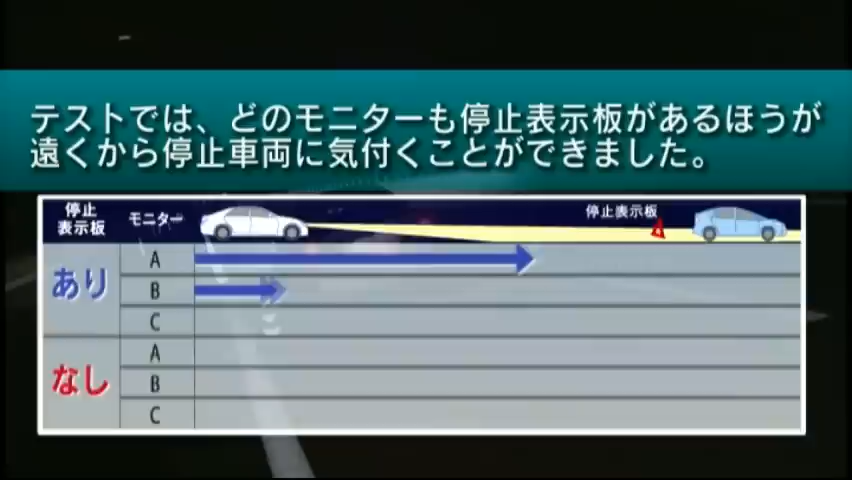 テストでは、どのモニターも停止表示板があるほうが
遠くから停止車両に気付くことができました。
停止
表示板
モニター
停止表示板
あり
A
B
C
なし
A
B
C